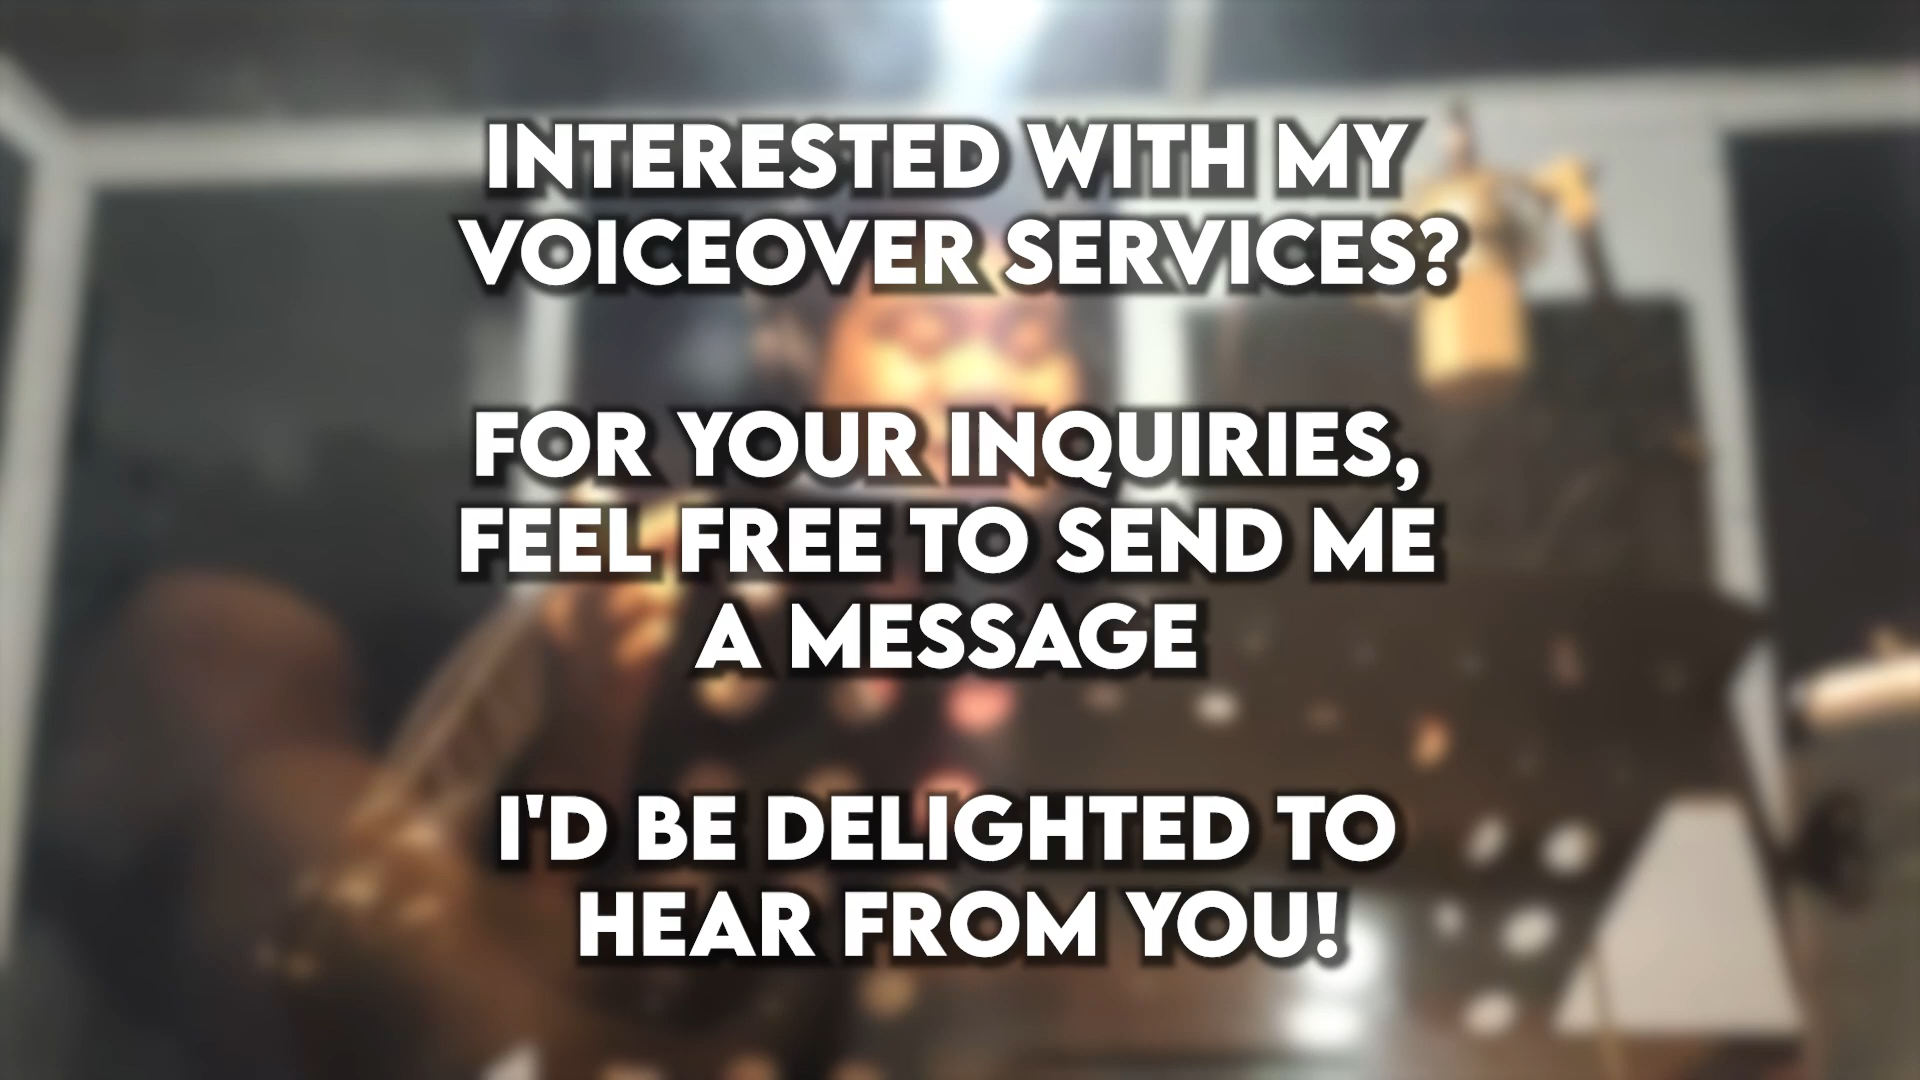 INTERESTED WITH MY
VOICEOVER SERVICES?
FOR YOUR INQUIRIES,
FEEL FREE TO SEND ME
A MESSAGE
I'D BE DELIGHTED TO
HEAR FROM YOU!